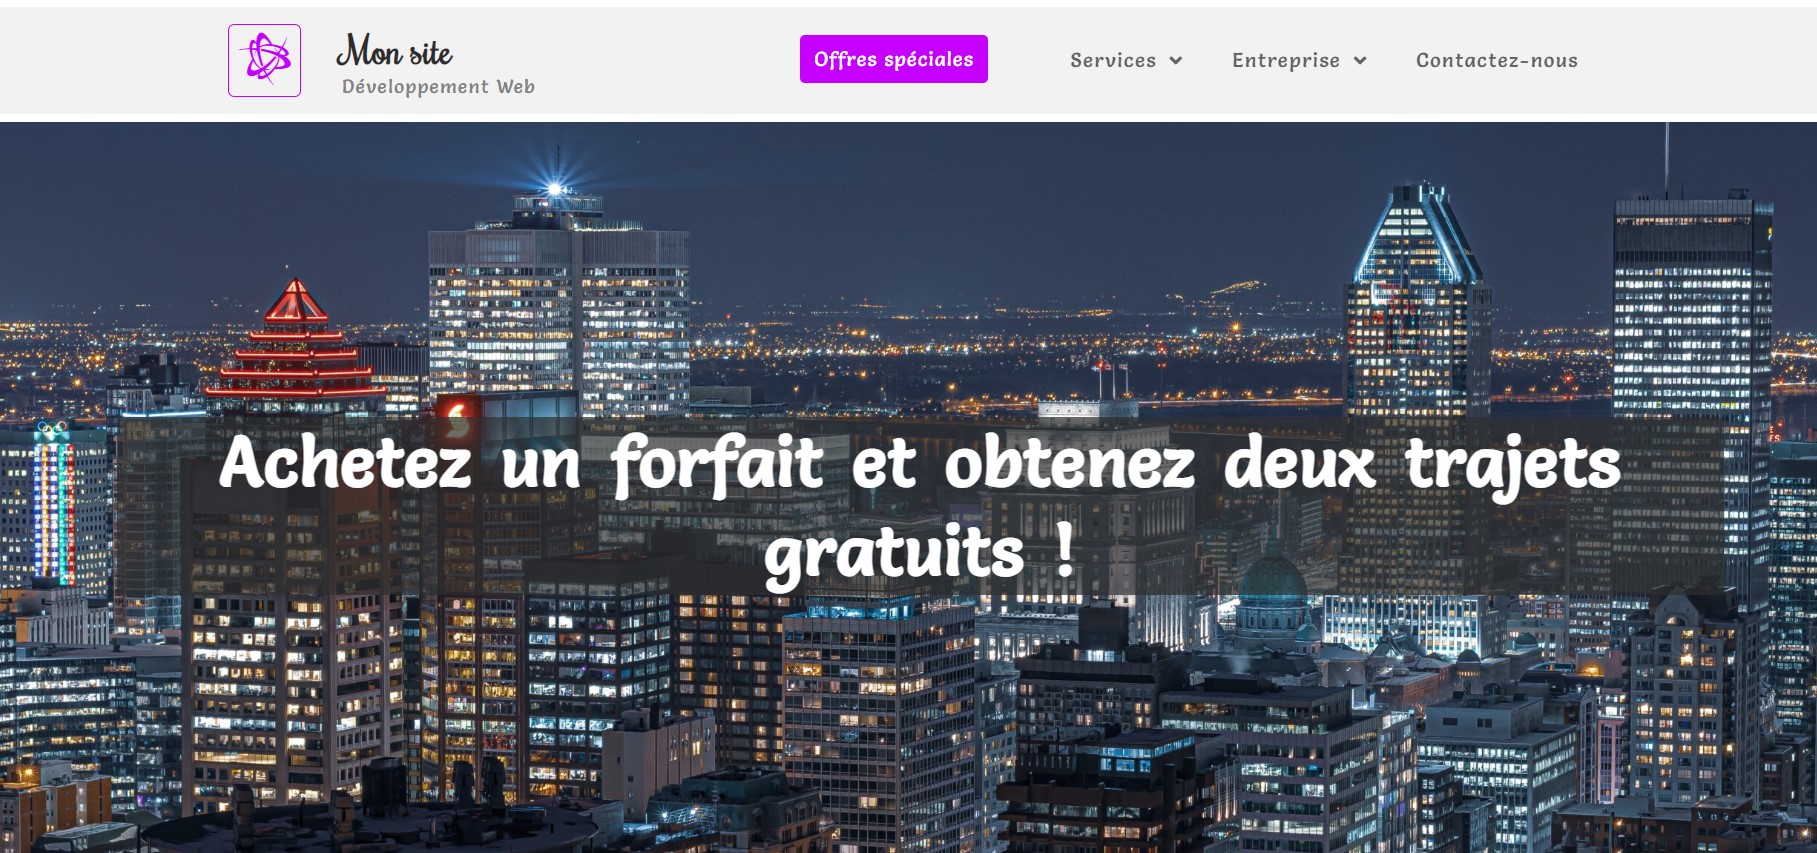 Mon site
Développement Web
Offres spéciales
Services
Entreprise
Contactez-nous
Achetez un forfait et obtenez deux trajets
gratuits !